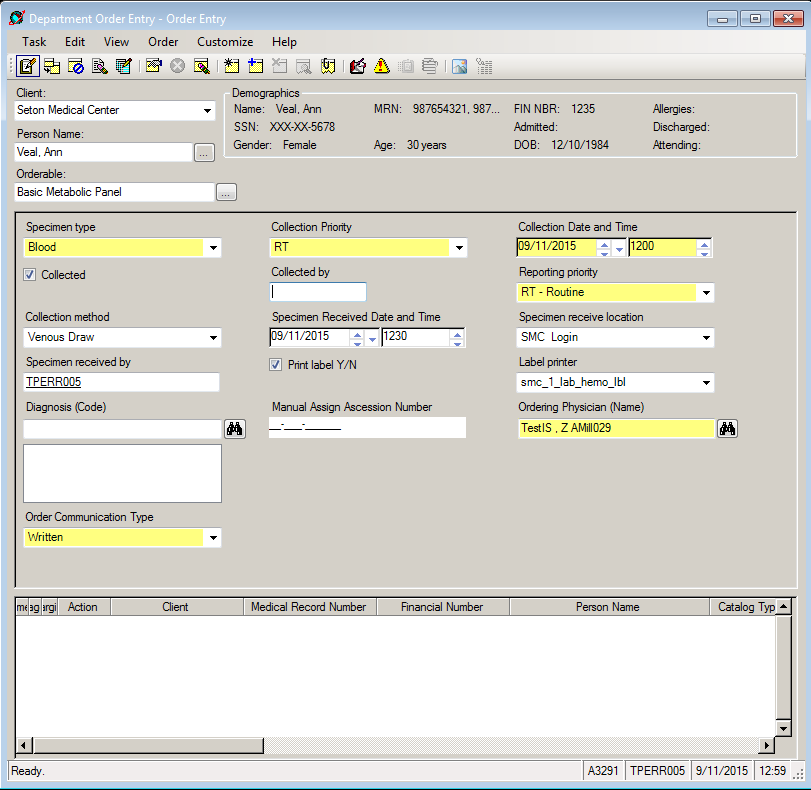 Department Order Entry - Order Entry
Task Edit View Order Customize Help
Client:
Seton Medical Center
Person Name:
Veal, Ann
...
Orderable:
Basic Metabolic Panel
...
Demographics
Name: Veal, Ann MRN: 987654321, 987... FIN NBR: 1235 Allergies:
SSN: XXX-XX-5678 Admitted: Discharged:
Gender: Female Age: 30 years DOB: 12/10/1984 Attending:
Specimen type Collection Priority Collection Date and Time
Blood RT 09/11/2015 1200
Collected Collected by Reporting priority
RT - Routine
Collection method Specimen Received Date and Time Specimen receive location
Venous Draw 09/11/2015 1230 SMC Login
Specimen received by Print label Y/N Label printer
TPERR005 smc_1_lab_hemo_lbl
Diagnosis (Code) Manual Assign Ascession Number Ordering Physician (Name)
__-___-______ TestIS , Z AMill029
Order Communication Type
Written
me ag argi Action Client Medical Record Number Financial Number Person Name Catalog Typ
Ready. A3291 TPERR005 9/11/2015 12:59